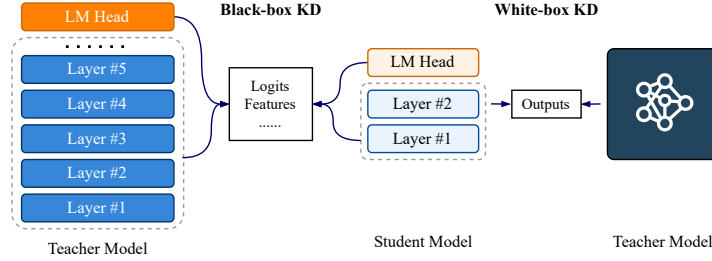 Black-box KD
White-box KD
LM Head
......
Layer #5
Layer #4
Layer #3
Layer #2
Layer #1
Teacher Model
Logits
Features
......
LM Head
Layer #2
Layer #1
Student Model
Outputs
Teacher Model